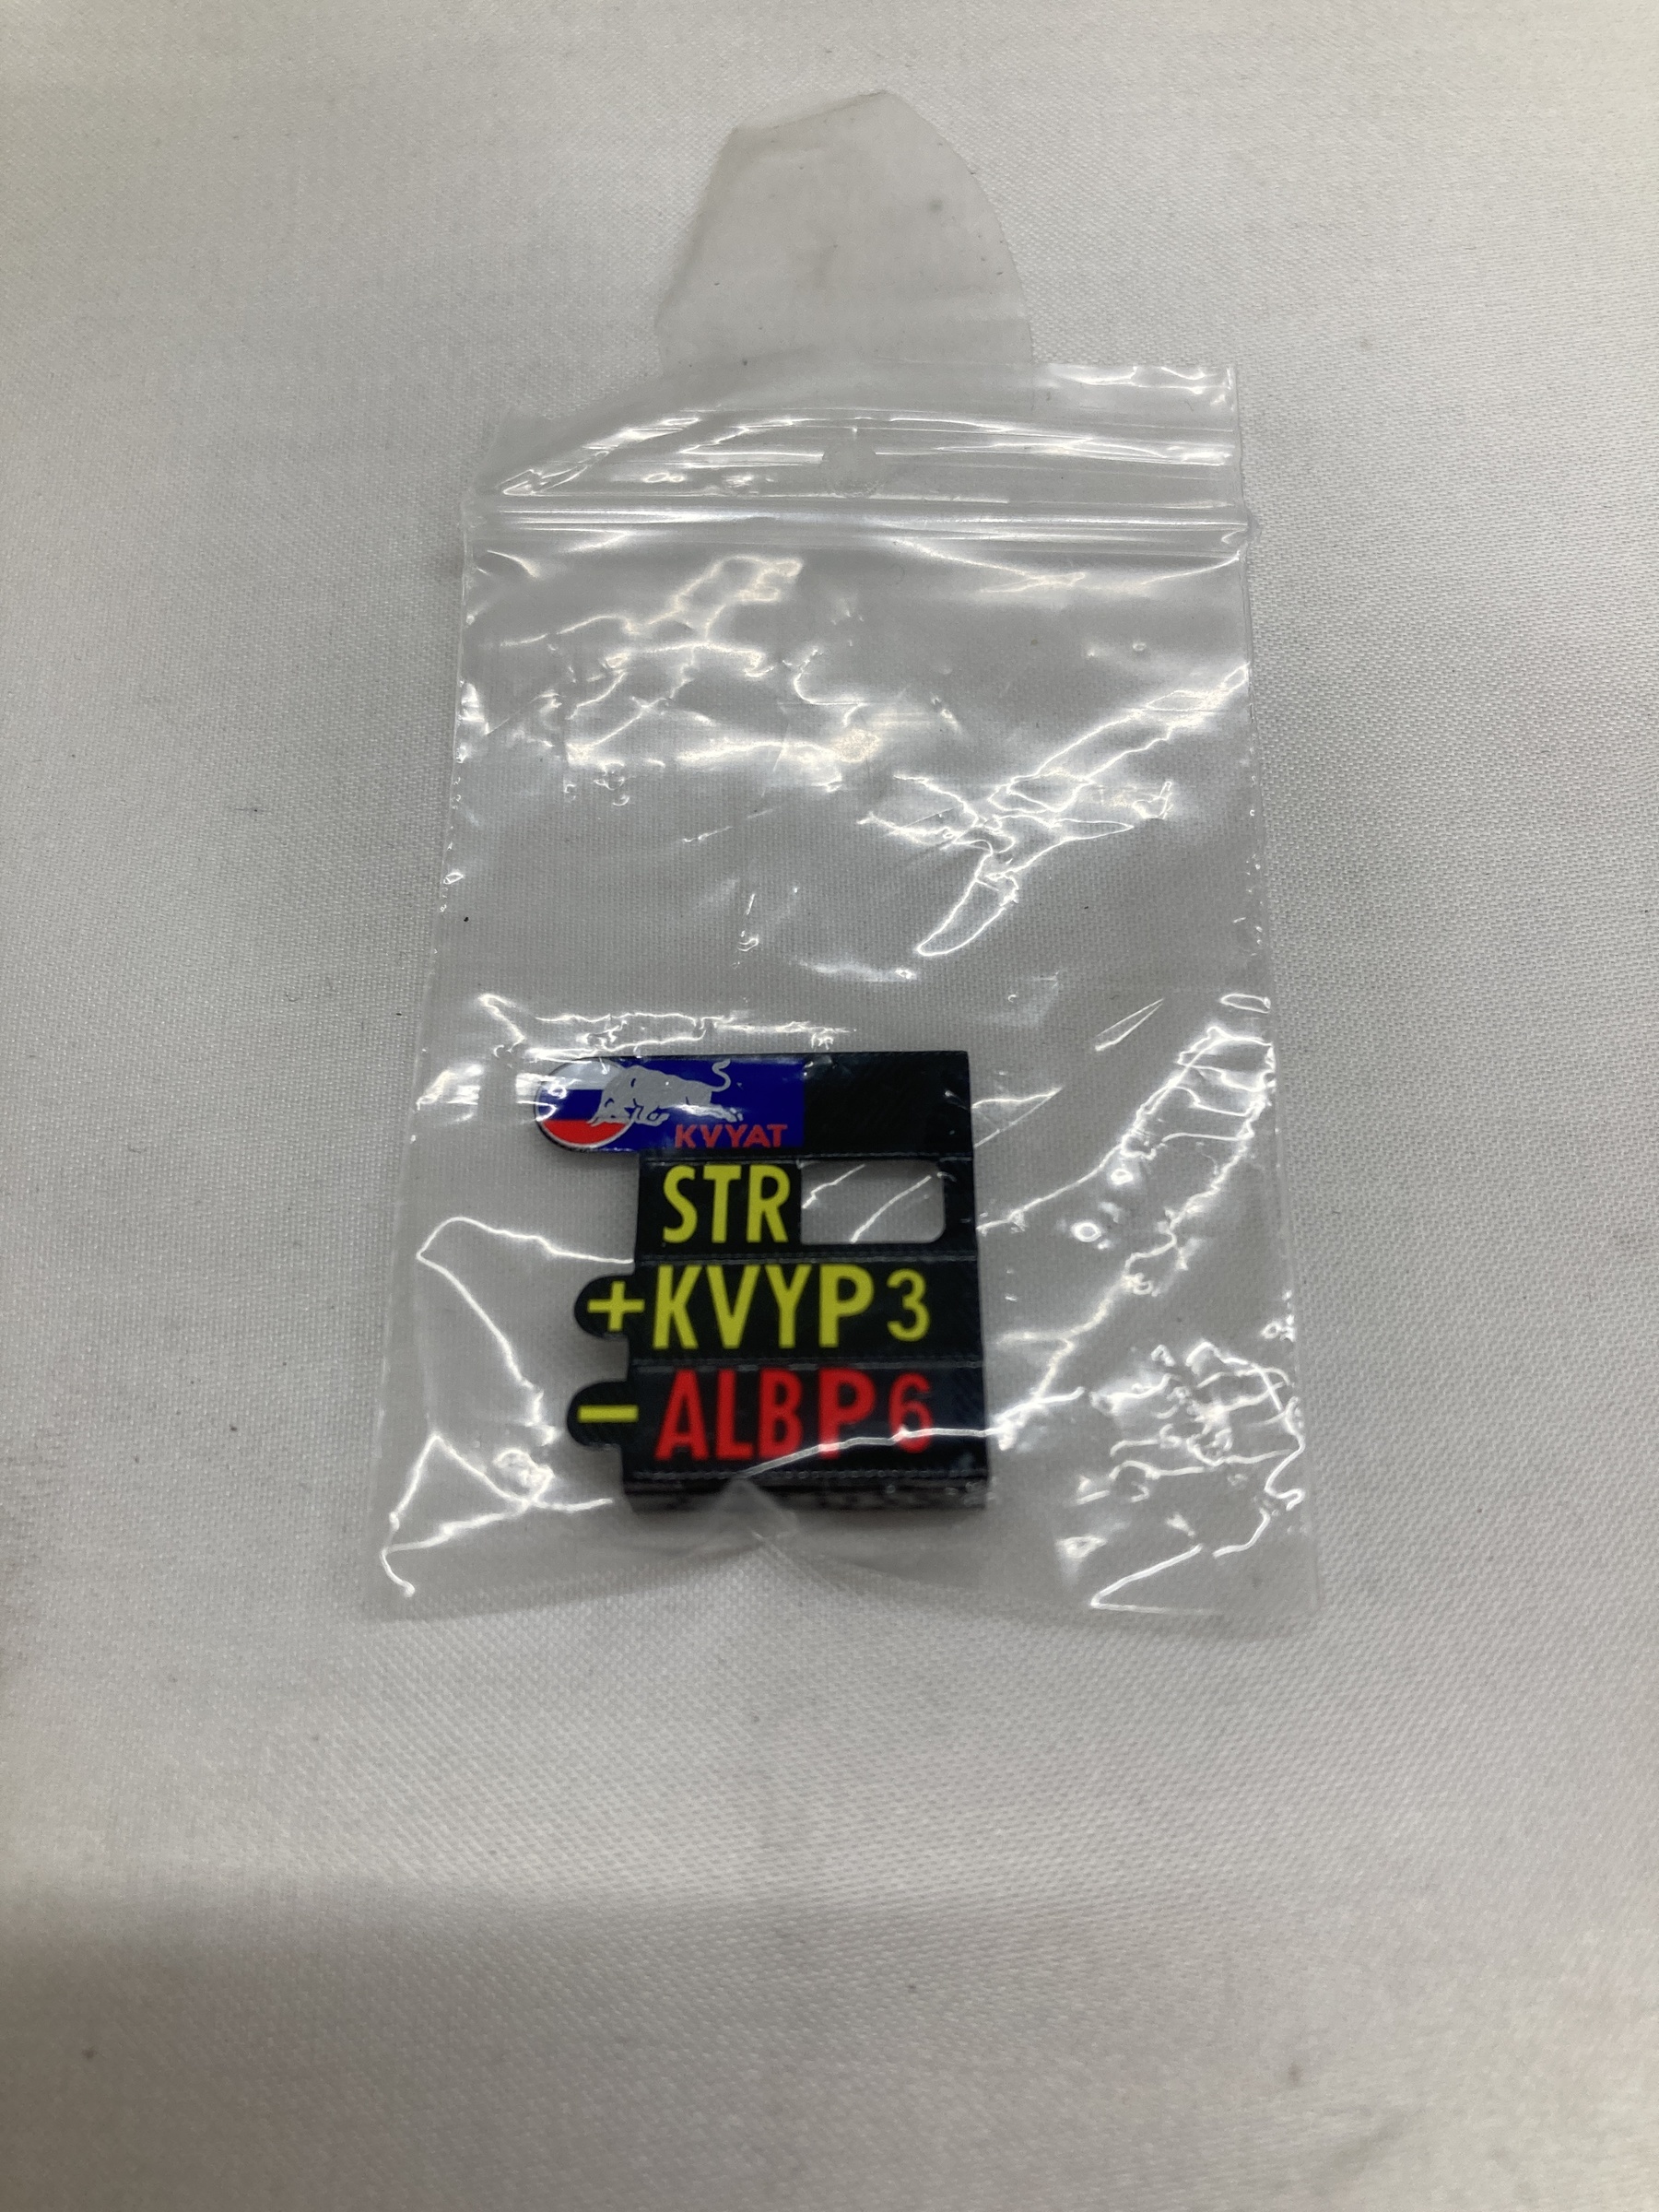 KVYAT
STR
+KVYP3
-ALBP6